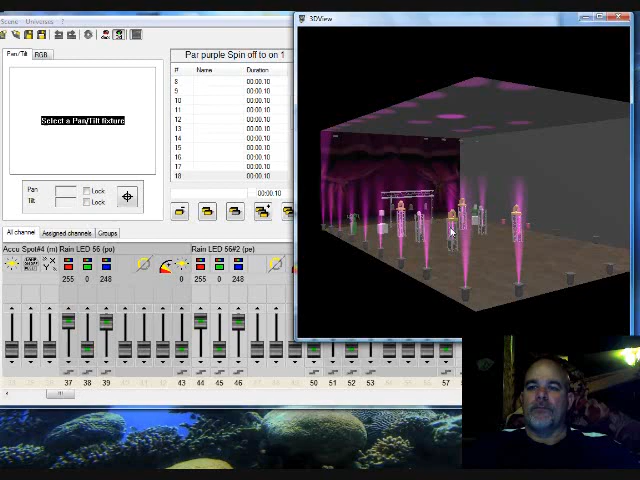 Scene Universes ?
3DView
Pan/Tilt RGB
Par purple Spin off to on 1
# Name Duration
8 00:00.10
9 00:00.10
10 00:00.10
11 00:00.10
12 00:00.10
13 00:00.10
14 00:00.10
15 00:00.10
16 00:00.10
17 00:00.10
18 00:00.10
00:00.10
Select a Pan/Tilt fixture
Pan Lock
Tilt Lock
All channel Assigned channels Groups
Accu Spot#4 (m) Rain LED 56 (po) Rain LED 56#2 (pe)
255 0 248 0 255 0 248
37 38 39 43 44 45 46 50 51 52 53 57